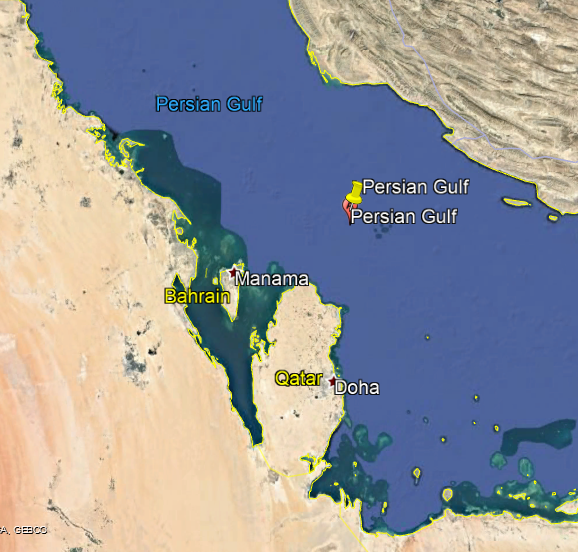 Persian Gulf
Persian Gulf
Persian Gulf
Manama
Bahrain
Qatar
Doha
A, GEBCO